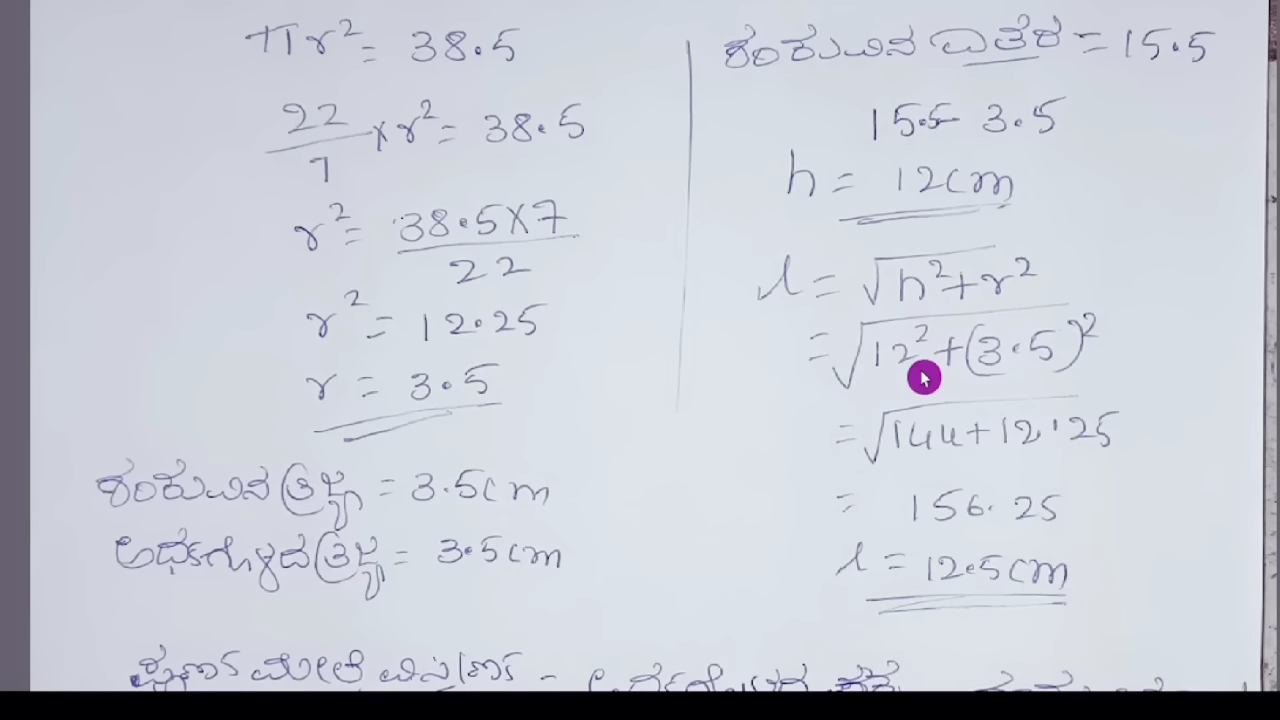 πr² = 38.5
22/7 × r² = 38.5
r² = 38.5×7/22
r² = 12.25
r = 3.5
ಶಂಕುವಿನ ತ್ರಿಜ್ಯ = 3.5cm
ಅರ್ಧಗೊಳದ ತ್ರಿಜ್ಯ = 3.5cm
ಶಂಕುವಿನ ಎತ್ತರ = 15.5
15.5 - 3.5
h = 12cm
l = √h²+r²
= √12²+(3.5)²
= √144+12.25
= 156.25
l = 12.5cm
ಪೂರ್ಣ ಮೇಲೆ ವಿಸ್ತೀರ್ಣ =